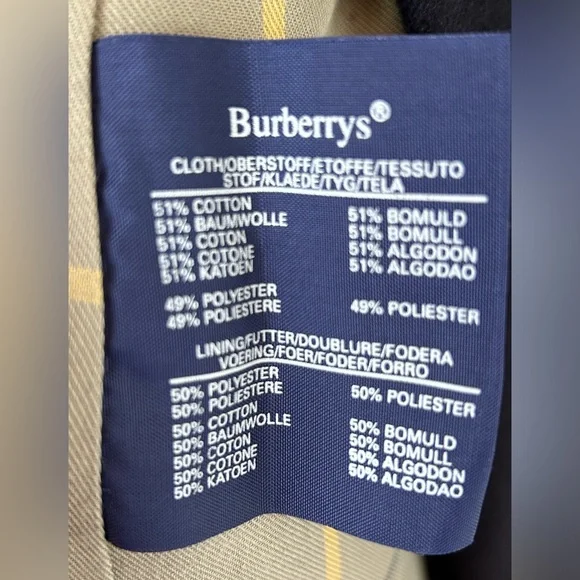 Burberrys®
CLOTH/OBERSTOFF/ETOFFE/TESSUTO
STOF/KLAEDE/TYG/TELA
51% COTTON
51% BAUMWOLLE 51% BOMULD
51% COTON 51% BOMULL
51% COTONE 51% ALGODON
51% KATOEN 51% ALGODAO
49% POLYESTER
49% POLIESTERE 49% POLIESTER
LINING/FUTTER/DOUBLURE/FODERA
VOERING/FOER/FODER/FORRO
50% POLYESTER
50% POLIESTERE 50% POLIESTER
50% COTTON
50% BAUMWOLLE 50% BOMULD
50% COTON 50% BOMULL
50% COTONE 50% ALGODON
50% KATOEN 50% ALGODAO